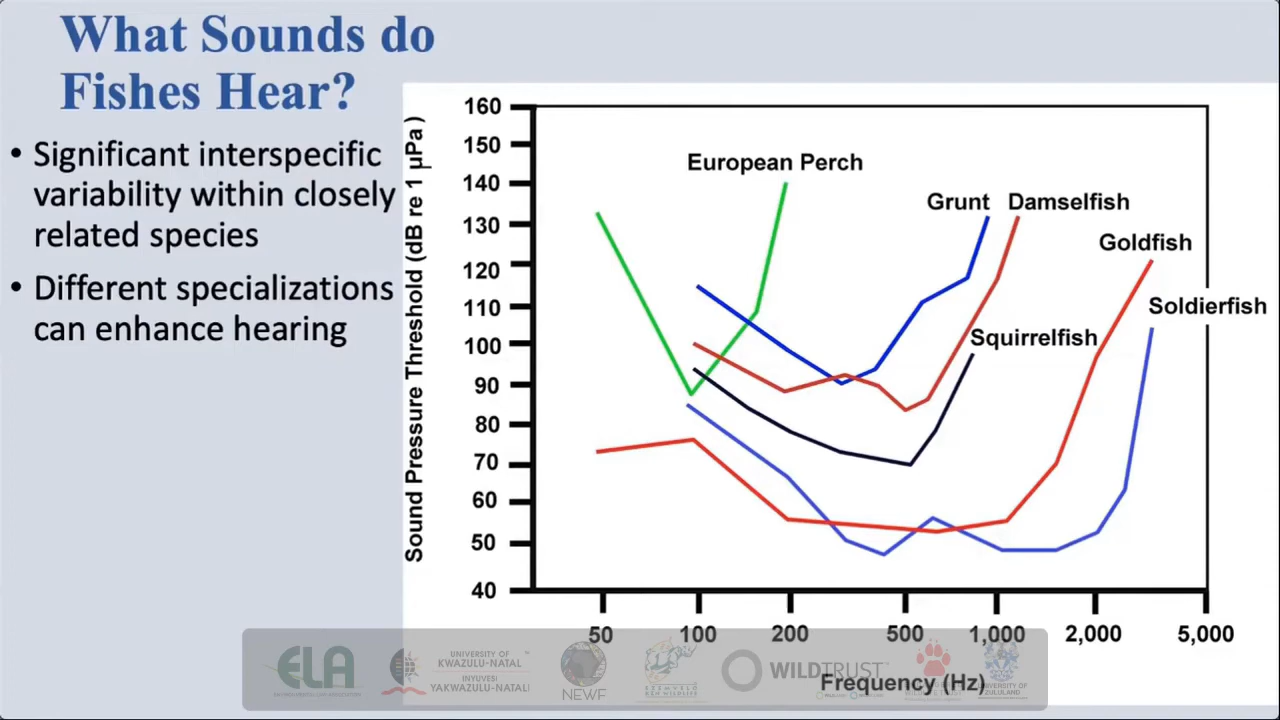 What Sounds do
Fishes Hear?
• Significant interspecific
variability within closely
related species
• Different specializations
can enhance hearing
Sound Pressure Threshold (dB re 1 µPa )
160
150
140
130
120
110
100
90
80
70
60
50
40
European Perch
Grunt
Damselfish
Goldfish
Soldierfish
Squirrelfish
50
100
200
500
1,000
2,000
5,000
Frequency (Hz)
ELA
UNIVERSITY OF
KWAZULU-NATAL
INYUVESI
YAKWAZULU-NATALI
NEWF
WILDTRUST